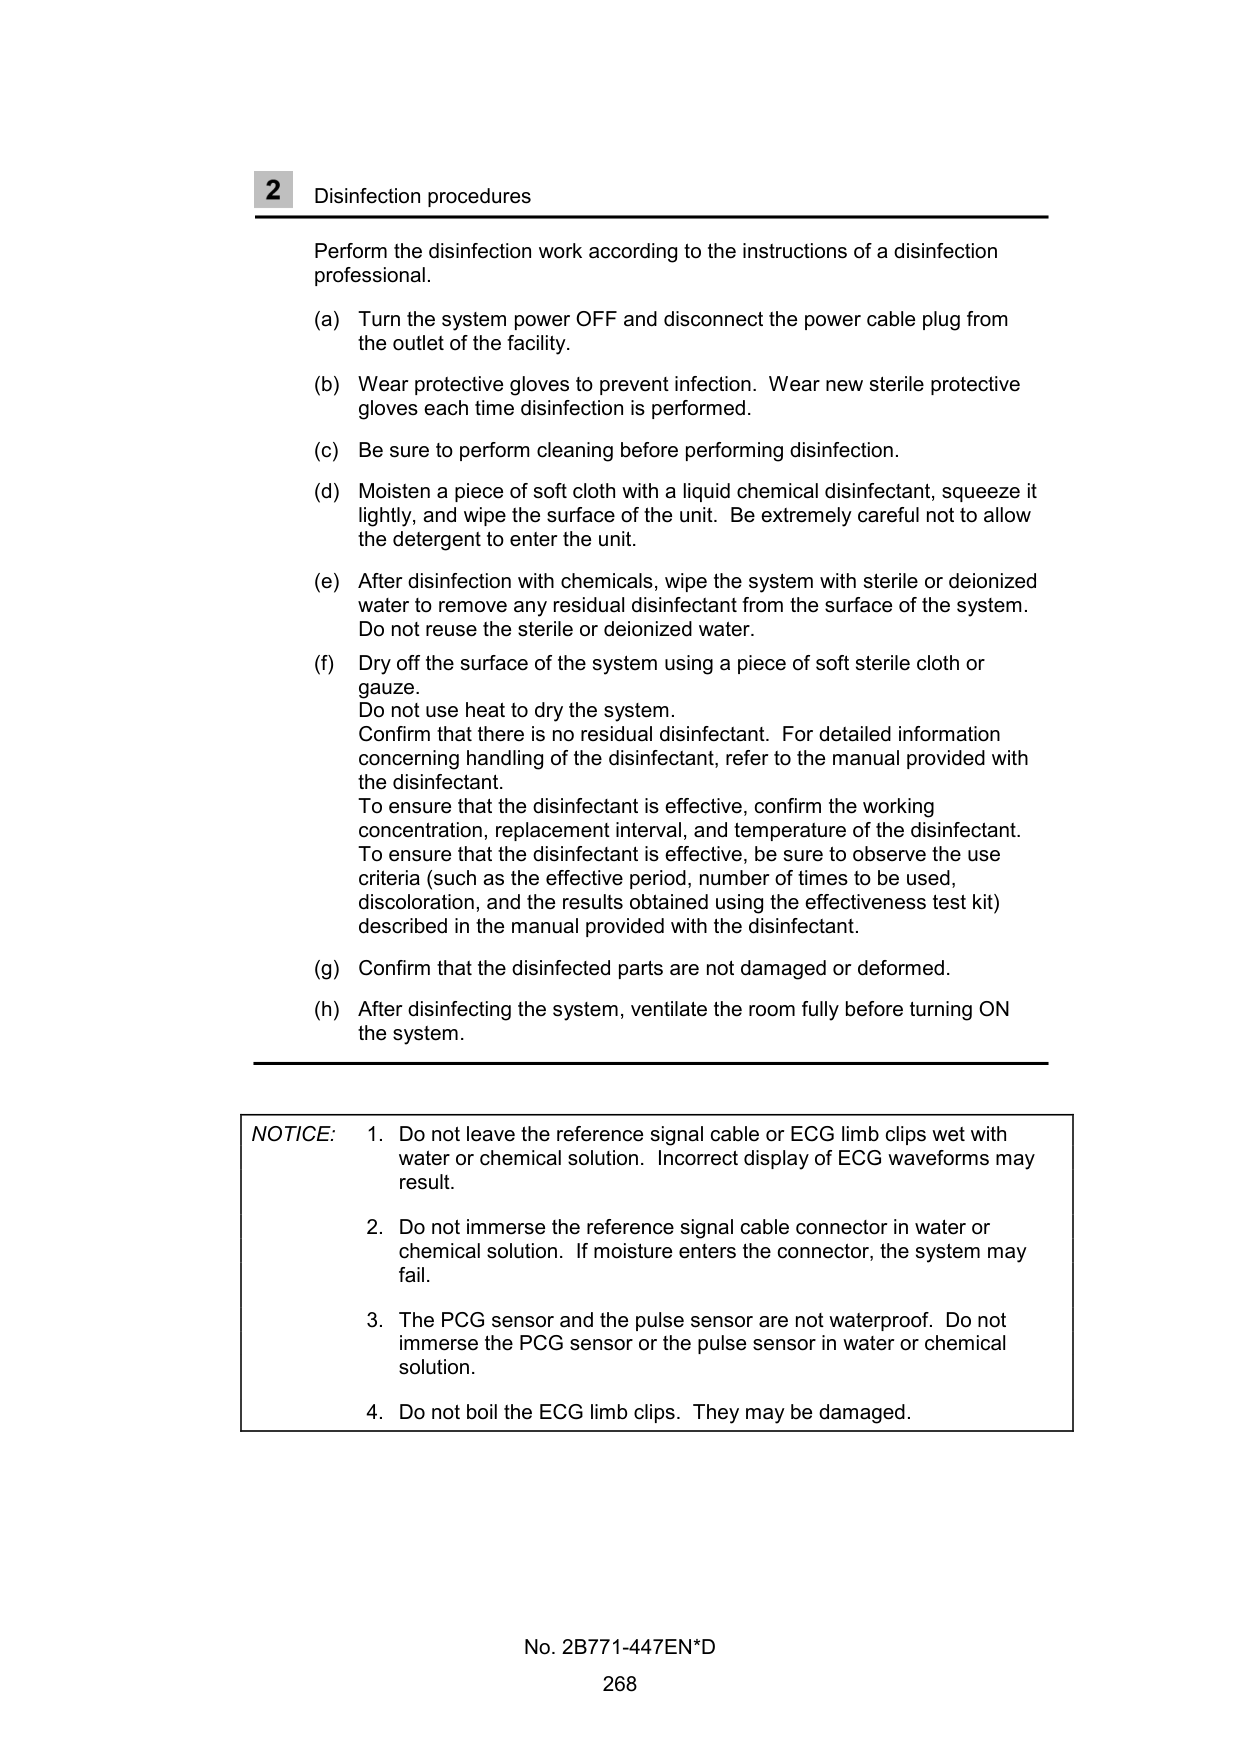 2 Disinfection procedures
Perform the disinfection work according to the instructions of a disinfection
professional.
(a) Turn the system power OFF and disconnect the power cable plug from
the outlet of the facility.
(b) Wear protective gloves to prevent infection. Wear new sterile protective
gloves each time disinfection is performed.
(c) Be sure to perform cleaning before performing disinfection.
(d) Moisten a piece of soft cloth with a liquid chemical disinfectant, squeeze it
lightly, and wipe the surface of the unit. Be extremely careful not to allow
the detergent to enter the unit.
(e) After disinfection with chemicals, wipe the system with sterile or deionized
water to remove any residual disinfectant from the surface of the system.
Do not reuse the sterile or deionized water.
(f) Dry off the surface of the system using a piece of soft sterile cloth or
gauze.
Do not use heat to dry the system.
Confirm that there is no residual disinfectant. For detailed information
concerning handling of the disinfectant, refer to the manual provided with
the disinfectant.
To ensure that the disinfectant is effective, confirm the working
concentration, replacement interval, and temperature of the disinfectant.
To ensure that the disinfectant is effective, be sure to observe the use
criteria (such as the effective period, number of times to be used,
discoloration, and the results obtained using the effectiveness test kit)
described in the manual provided with the disinfectant.
(g) Confirm that the disinfected parts are not damaged or deformed.
(h) After disinfecting the system, ventilate the room fully before turning ON
the system.
NOTICE: 1. Do not leave the reference signal cable or ECG limb clips wet with
water or chemical solution. Incorrect display of ECG waveforms may
result.
2. Do not immerse the reference signal cable connector in water or
chemical solution. If moisture enters the connector, the system may
fail.
3. The PCG sensor and the pulse sensor are not waterproof. Do not
immerse the PCG sensor or the pulse sensor in water or chemical
solution.
4. Do not boil the ECG limb clips. They may be damaged.
No. 2B771-447EN*D
268